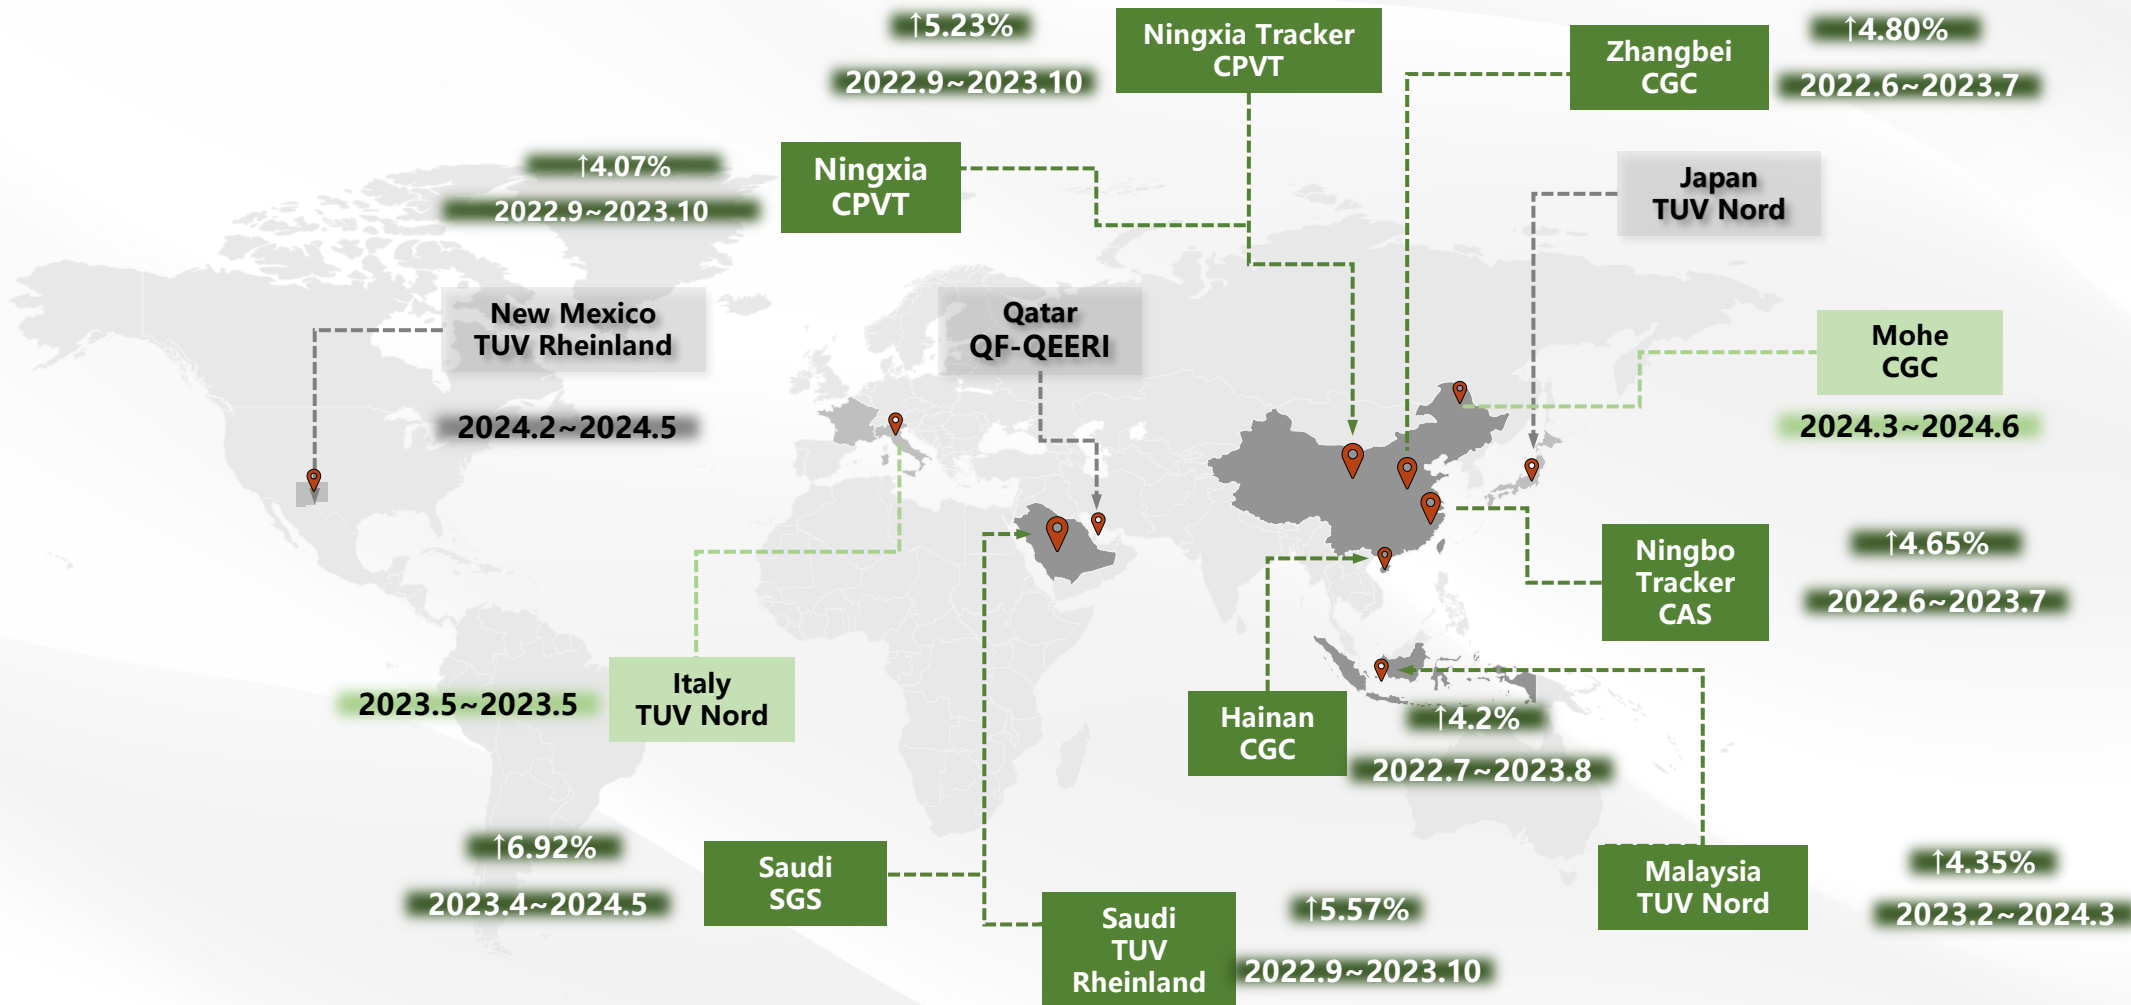 ↑5.23%
2022.9~2023.10
Ningxia Tracker
CPVT
Zhangbei
CGC
↑4.80%
2022.6~2023.7
↑4.07%
2022.9~2023.10
Ningxia
CPVT
Japan
TUV Nord
New Mexico
TUV Rheinland
2024.2~2024.5
Qatar
QF-QEERI
Mohe
CGC
2024.3~2024.6
Ningbo
Tracker
CAS
↑4.65%
2022.6~2023.7
2023.5~2023.5
Italy
TUV Nord
Hainan
CGC
↑4.2%
2022.7~2023.8
↑6.92%
2023.4~2024.5
Saudi
SGS
Saudi
TUV
Rheinland
↑5.57%
2022.9~2023.10
Malaysia
TUV Nord
↑4.35%
2023.2~2024.3